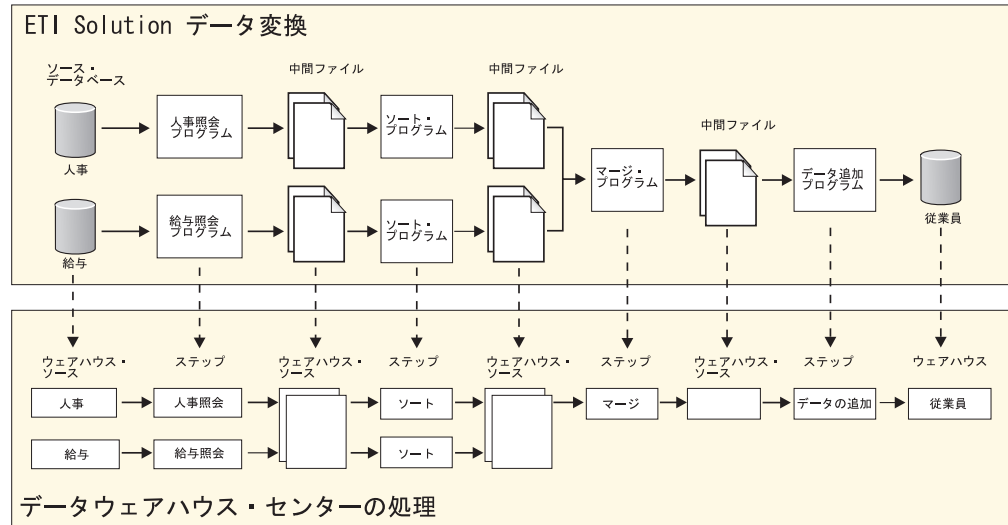 ETI Solution データ変換
ソース・
データベース
中間ファイル
中間ファイル
人事照会
プログラム
ソート・
プログラム
中間ファイル
人事
マージ・
プログラム
データ追加
プログラム
給与照会
プログラム
ソート・
プログラム
従業員
給与
ウェアハウス・
ソース
ステップ
ウェアハウス・
ソース
ステップ
ウェアハウス・
ソース
ステップ
ウェアハウス・
ソース
ステップ
ウェアハウス
人事
人事照会
ソート
マージ
データの追加
従業員
給与
給与照会
ソート
データウェアハウス・センターの処理